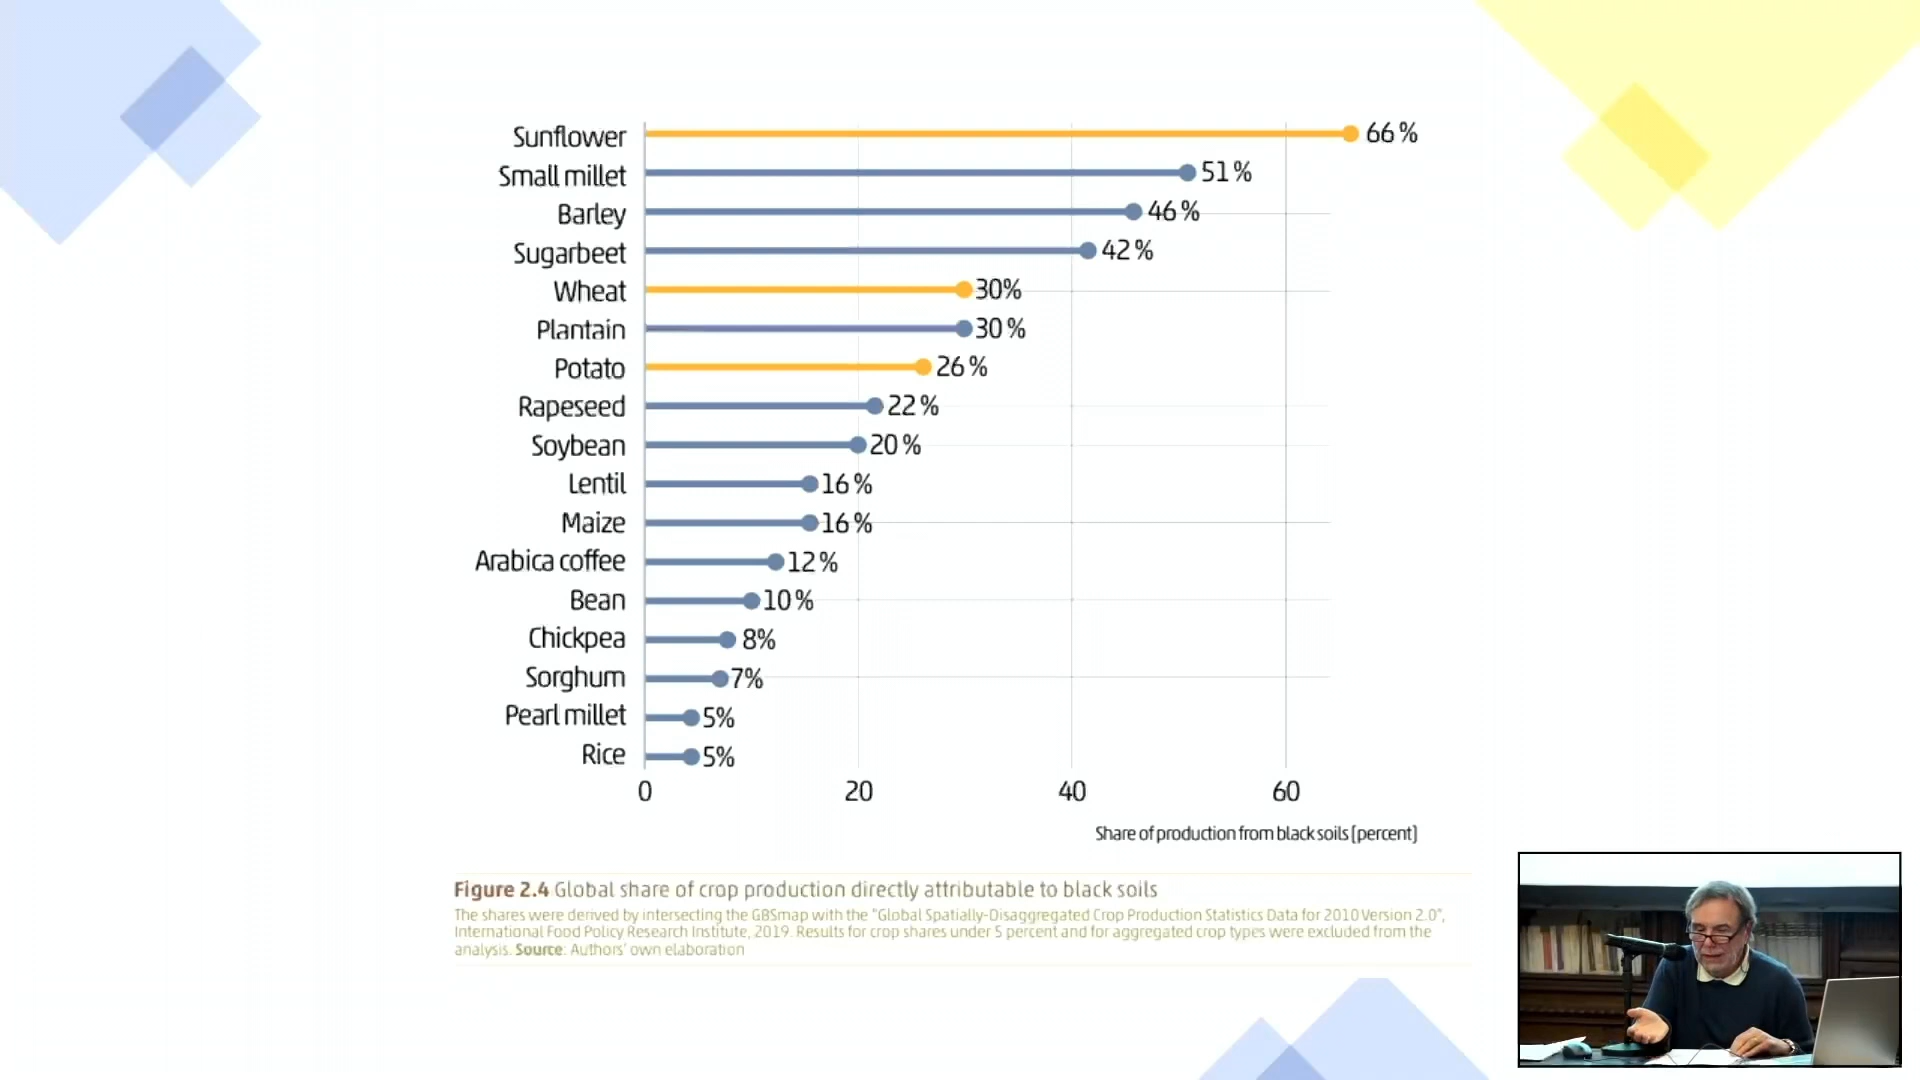 Sunflower 66 %
Small millet 51 %
Barley 46 %
Sugarbeet 42 %
Wheat 30%
Plantain 30 %
Potato 26 %
Rapeseed 22 %
Soybean 20 %
Lentil 16 %
Maize 16 %
Arabica coffee 12 %
Bean 10 %
Chickpea 8%
Sorghum 7%
Pearl millet 5%
Rice 5%
0 20 40 60
Share of production from black soils (percent)
Figure 2.4 Global share of crop production directly attributable to black soils
The shares were derived by intersecting the GBSmap with the "Global Spatially-Disaggregated Crop Production Statistics Data for 2010 Version 2.0",
International Food Policy Research Institute, 2019. Results for crop shares under 5 percent and for aggregated crop types were excluded from the
analysis. Source: Authors' own elaboration